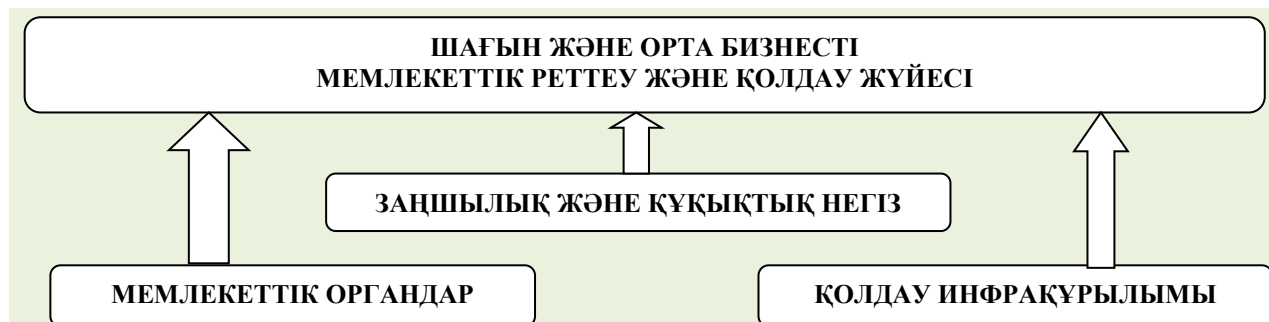 ШАҒЫН ЖӘНЕ ОРТА БИЗНЕСТІ
МЕМЛЕКЕТТІК РЕТТЕУ ЖӘНЕ ҚОЛДАУ ЖҮЙЕСІ
ЗАҢШЫЛЫҚ ЖӘНЕ ҚҰҚЫҚТЫҚ НЕГІЗ
МЕМЛЕКЕТТІК ОРГАНДАР
ҚОЛДАУ ИНФРАҚҰРЫЛЫМЫ